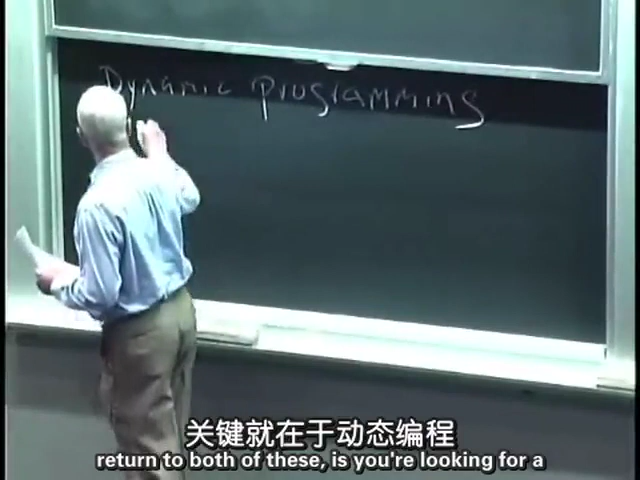 Dynamic programming
关键就在于动态编程
return to both of these, is you're looking for a